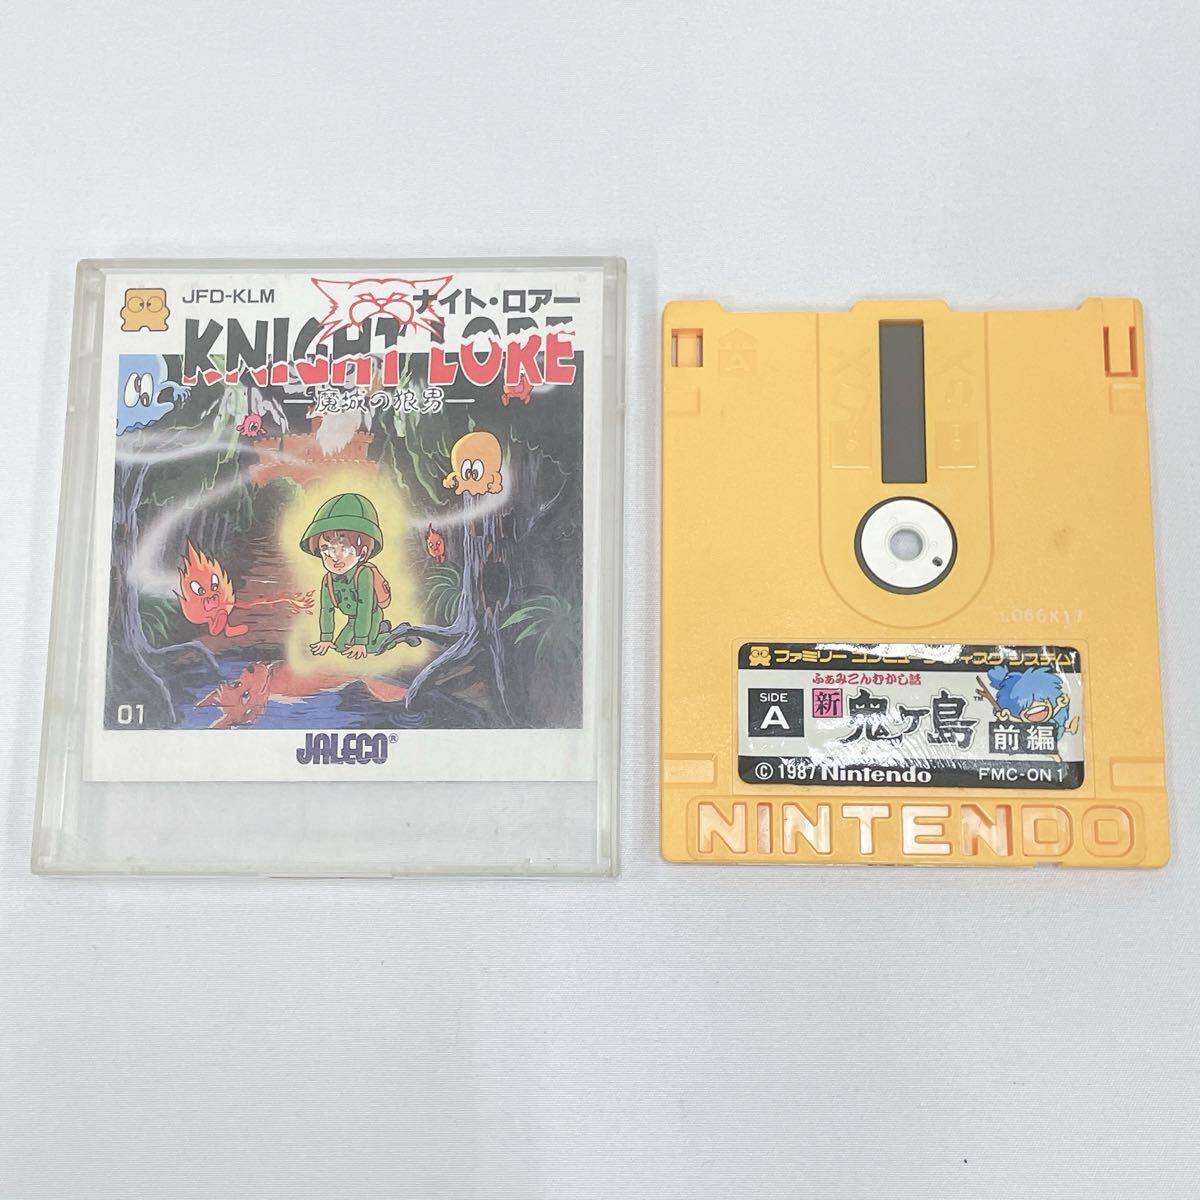 JFD-KLM
ナイト・ロアー
KNIGHT LORE
魔城の狼男
01
JALECO®
A
066K17
ファミリー コンピュータ ディスク システム
ふぁみこんむかし話
SIDE A
新 鬼ヶ島™ 前編
© 1987 Nintendo
FMC-ON1
NINTENDO